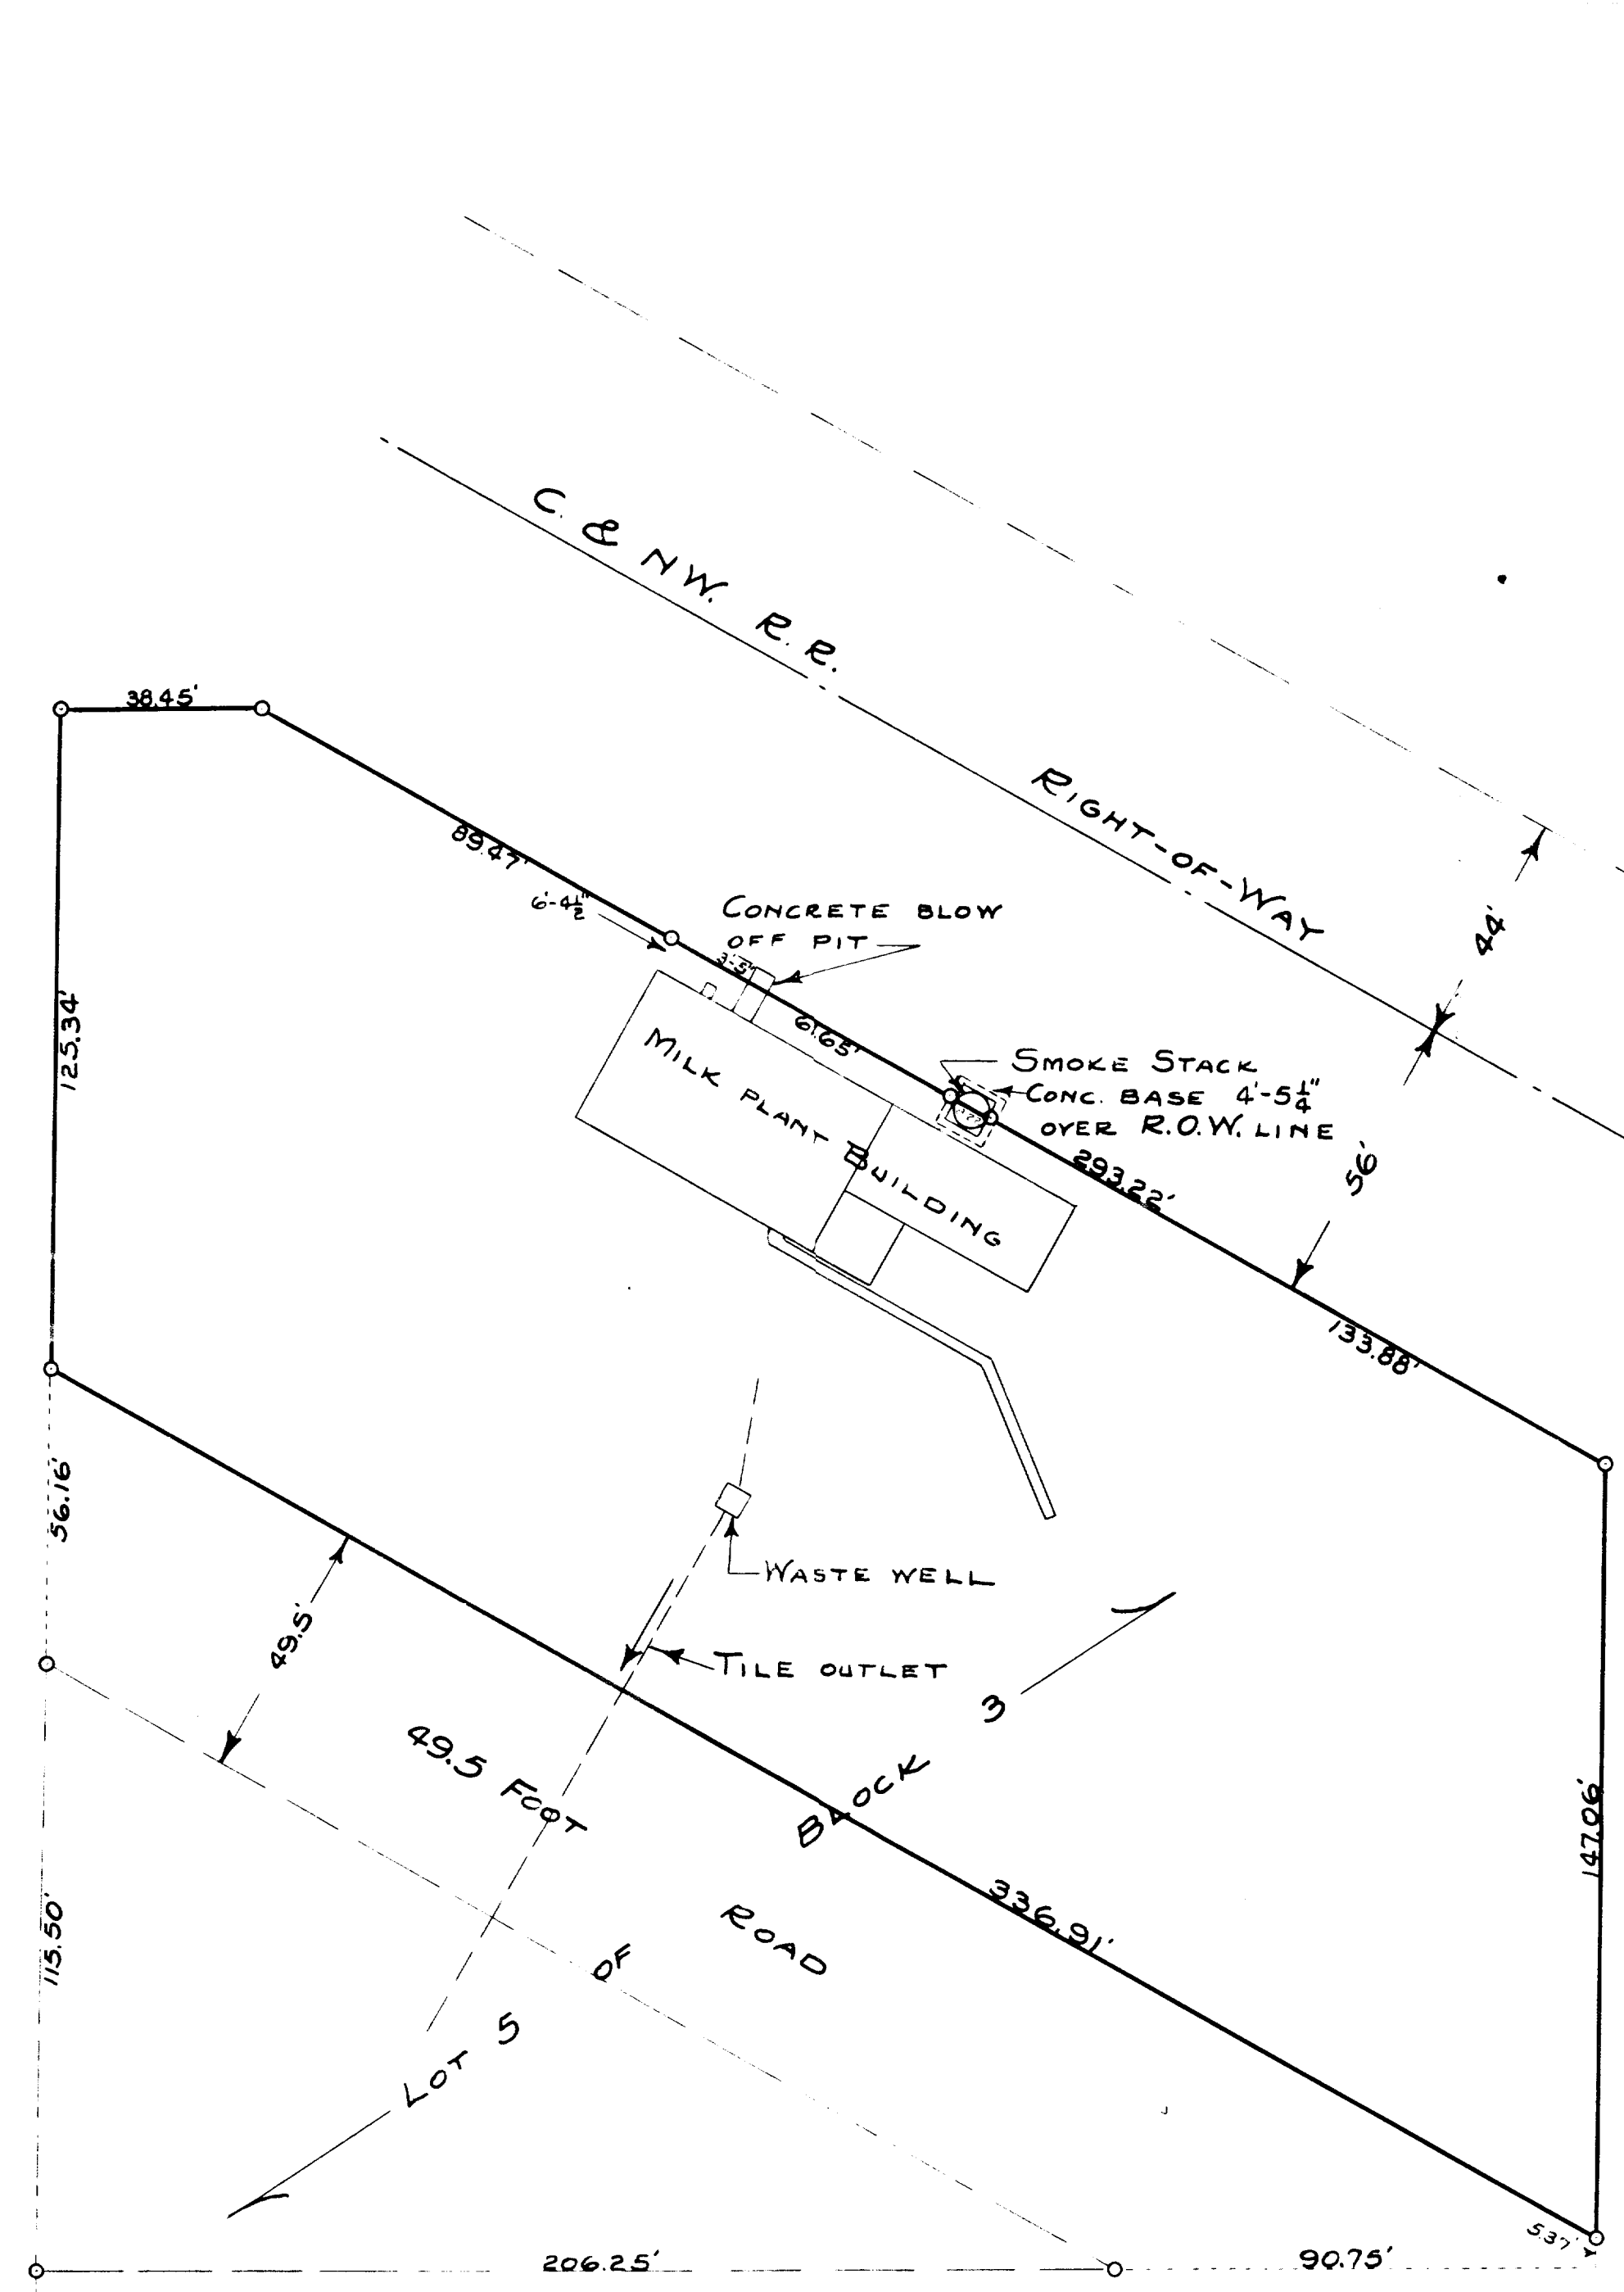 C. & NW. R. R.
RIGHT-OF-WAY
44'
56'
38.45'
89.47'
6'-4½"
CONCRETE BLOW
OFF PIT
3'-5"
61.65'
SMOKE STACK
CONC. BASE 4'-5¼"
OVER R.O.W. LINE
MILK PLANT BUILDING
293.22'
133.88'
125.34'
56.16'
49.5'
WASTE WELL
TILE OUTLET
49.5 FOOT
ROAD
LOT 5 OF BLOCK 3
336.91'
147.06'
115.50'
5.37'
206.25'
90.75'